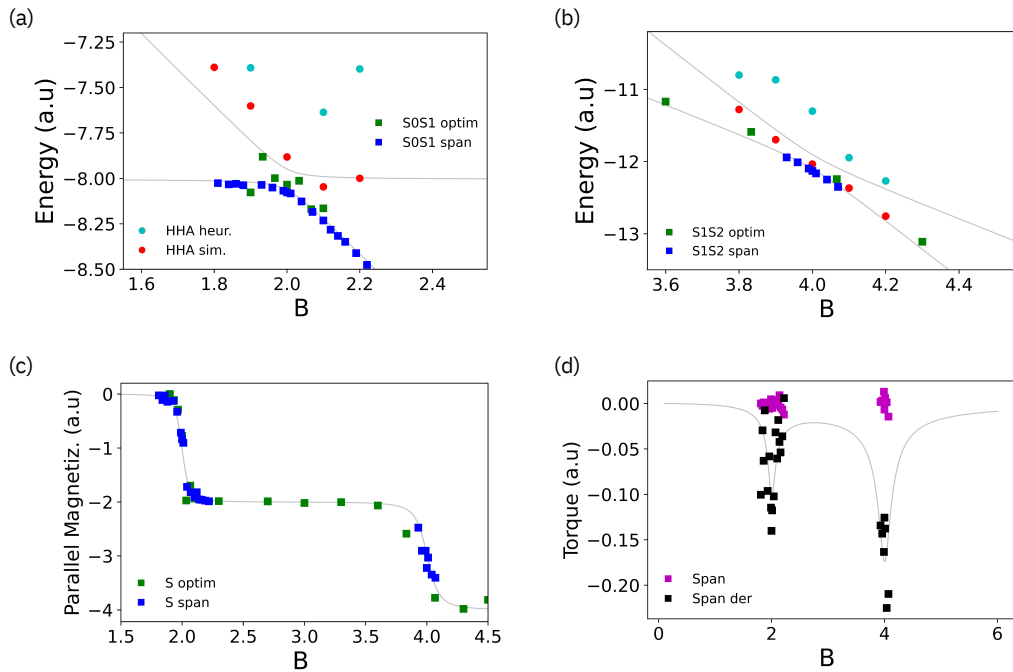 (a)
−7.25
−7.50
−7.75
−8.00
−8.25
−8.50
Energy (a.u)
S0S1 optim
S0S1 span
HHA heur.
HHA sim.
1.6 1.8 2.0 2.2 2.4
B
(b)
−11
−12
−13
Energy (a.u)
S1S2 optim
S1S2 span
3.6 3.8 4.0 4.2 4.4
B
(c)
0
−1
−2
−3
−4
Parallel Magnetiz. (a.u)
S optim
S span
1.5 2.0 2.5 3.0 3.5 4.0 4.5
B
(d)
0.00
−0.05
−0.10
−0.15
−0.20
Torque (a.u)
Span
Span der
0 2 4 6
B